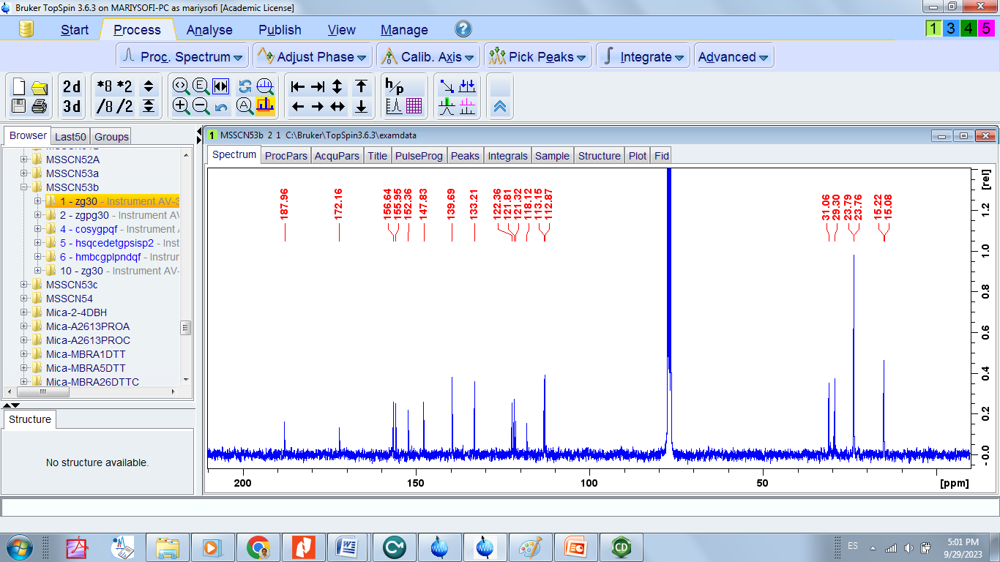 Bruker TopSpin 3.6.3 on MARIYSOFI-PC as mariysofi [Academic License]
Start Process Analyse Publish View Manage ?
1 3 4 5
Proc. Spectrum Adjust Phase Calib. Axis Pick Peaks Integrate Advanced
2d *8 *2 E h/p
3d /8 /2 A
Browser Last50 Groups
MSSCN52A
MSSCN53a
MSSCN53b
1 - zg30 - Instrument AV-3
2 - zgpg30 - Instrument AV
4 - cosygpqf - Instrument A
5 - hsqcedetgpsisp2 - Inst
6 - hmbcgplpndqf - Instrur
10 - zg30 - Instrument AV-
MSSCN53c
MSSCN54
Mica-2-4DBH
Mica-A2613PROA
Mica-A2613PROC
Mica-MBRA1DTT
Mica-MBRA5DTT
Mica-MBRA26DTTC
Structure
No structure available.
1 MSSCN53b 2 1 C:\Bruker\TopSpin3.6.3\examdata
Spectrum ProcPars AcquPars Title PulseProg Peaks Integrals Sample Structure Plot Fid
187.96
172.16
156.64
155.95
152.36
147.83
139.69
133.21
122.36
121.81
121.32
118.12
113.15
112.87
31.06
29.30
23.79
23.76
15.22
15.08
[rel]
1.2
1.0
0.8
0.6
0.4
0.2
- 0.0
200 150 100 50 [ppm]
ES
5:01 PM
9/29/2023
W
CD